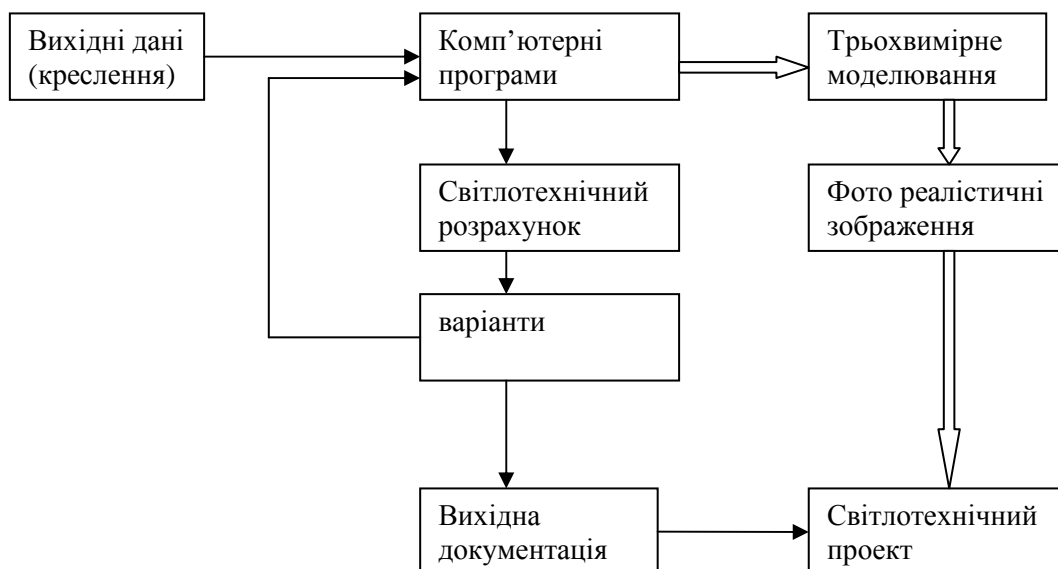 Вихідні дані
(креслення)
Комп’ютерні
програми
Трьохвимірне
моделювання
Світлотехнічний
розрахунок
Фото реалістичні
зображення
варіанти
Вихідна
документація
Світлотехнічний
проект